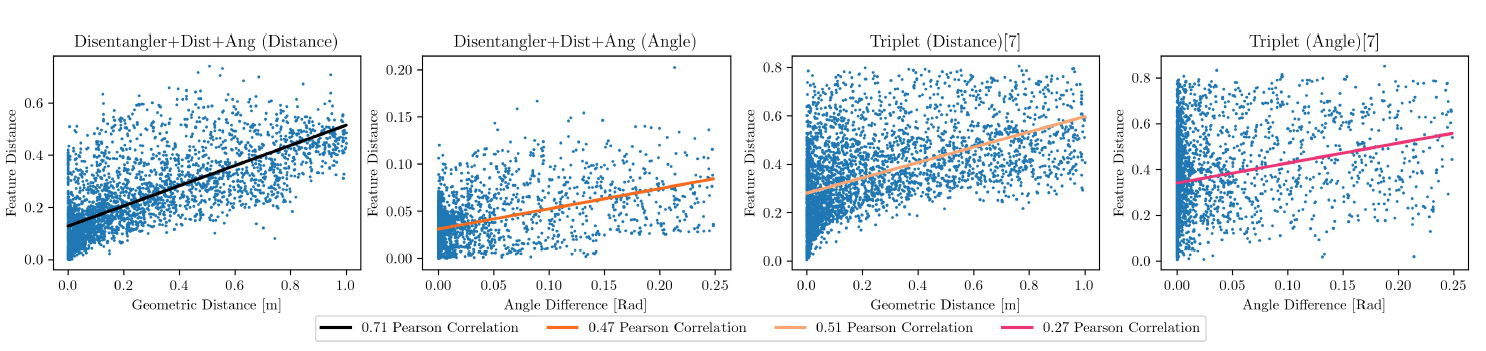 Disentangler+Dist+Ang (Distance)
Feature Distance
0.6
0.4
0.2
0.0
0.0 0.2 0.4 0.6 0.8 1.0
Geometric Distance [m]
Disentangler+Dist+Ang (Angle)
Feature Distance
0.20
0.15
0.10
0.05
0.00
0.00 0.05 0.10 0.15 0.20 0.25
Angle Difference [Rad]
Triplet (Distance)[7]
Feature Distance
0.8
0.6
0.4
0.2
0.0
0.0 0.2 0.4 0.6 0.8 1.0
Geometric Distance [m]
Triplet (Angle)[7]
Feature Distance
0.8
0.6
0.4
0.2
0.0
0.00 0.05 0.10 0.15 0.20 0.25
Angle Difference [Rad]
0.71 Pearson Correlation 0.47 Pearson Correlation 0.51 Pearson Correlation 0.27 Pearson Correlation